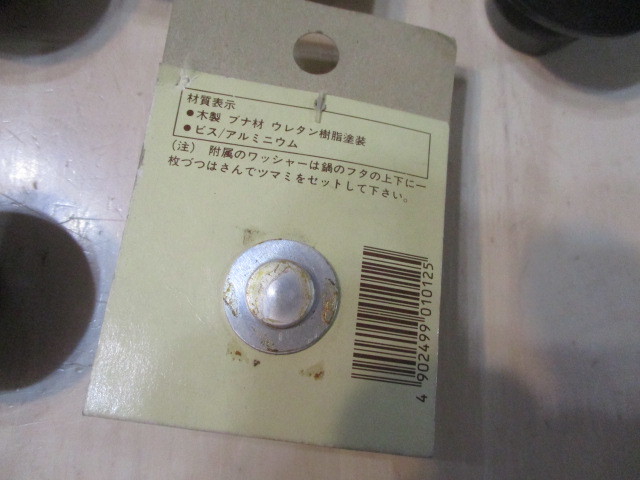 材質表示
●木製 ブナ材 ウレタン樹脂塗装
●ビス/アルミニウム
(注) 附属のワッシャーは鍋のフタの上下に一
枚づつはさんでツマミをセットして下さい。
4 902499 010125